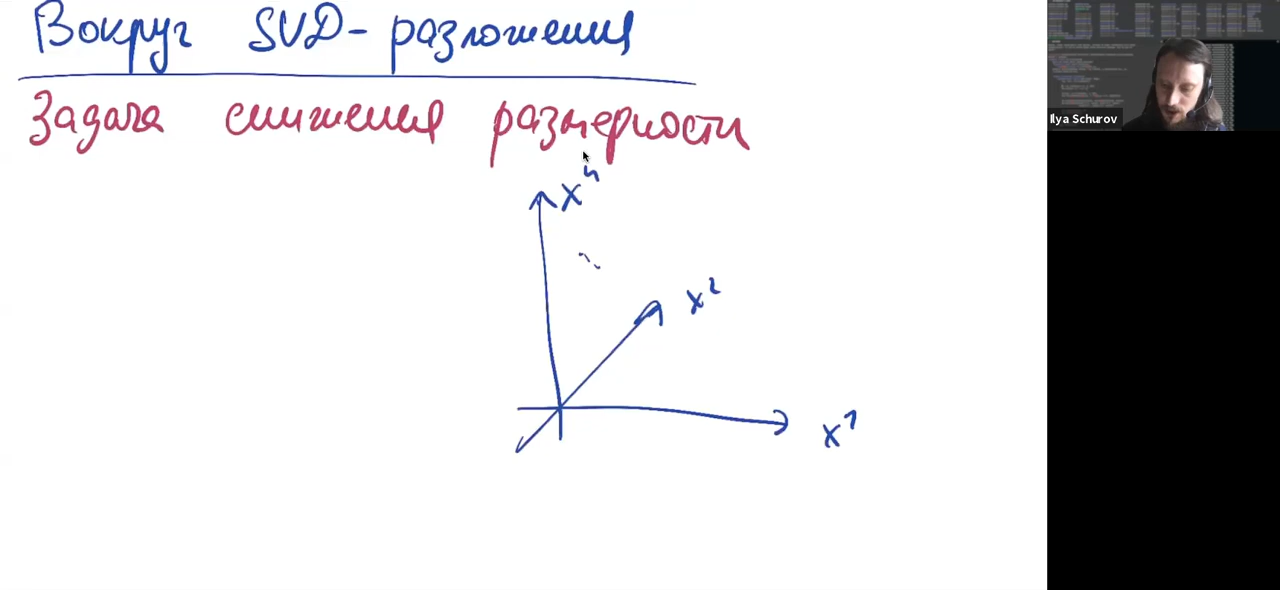 Вокруг SVD-разложения
Задача снижения размерности
x⁴
x²
x¹
Ilya Schurov